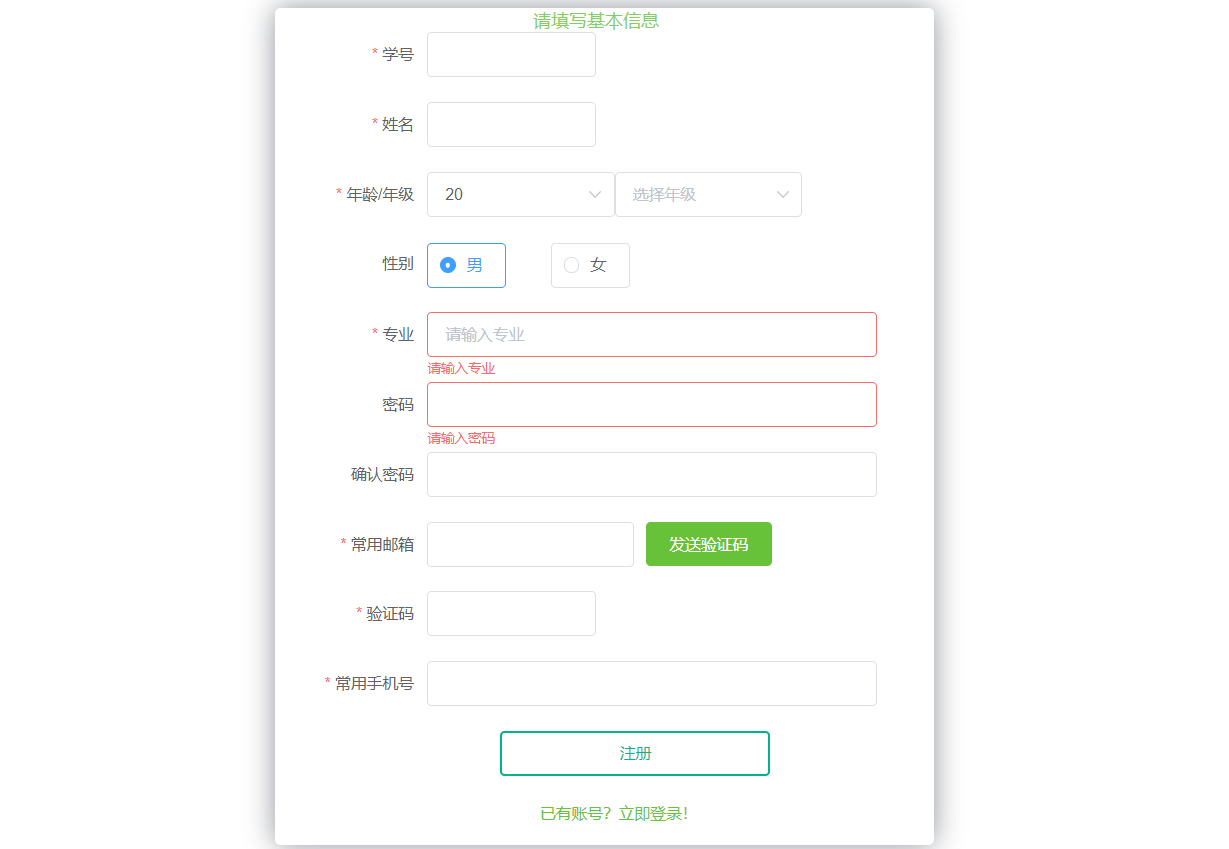 请填写基本信息
* 学号
* 姓名
* 年龄/年级 20 选择年级
性别 男 女
* 专业 请输入专业
请输入专业
密码
请输入密码
确认密码
* 常用邮箱 发送验证码
* 验证码
* 常用手机号
注册
已有账号？立即登录！